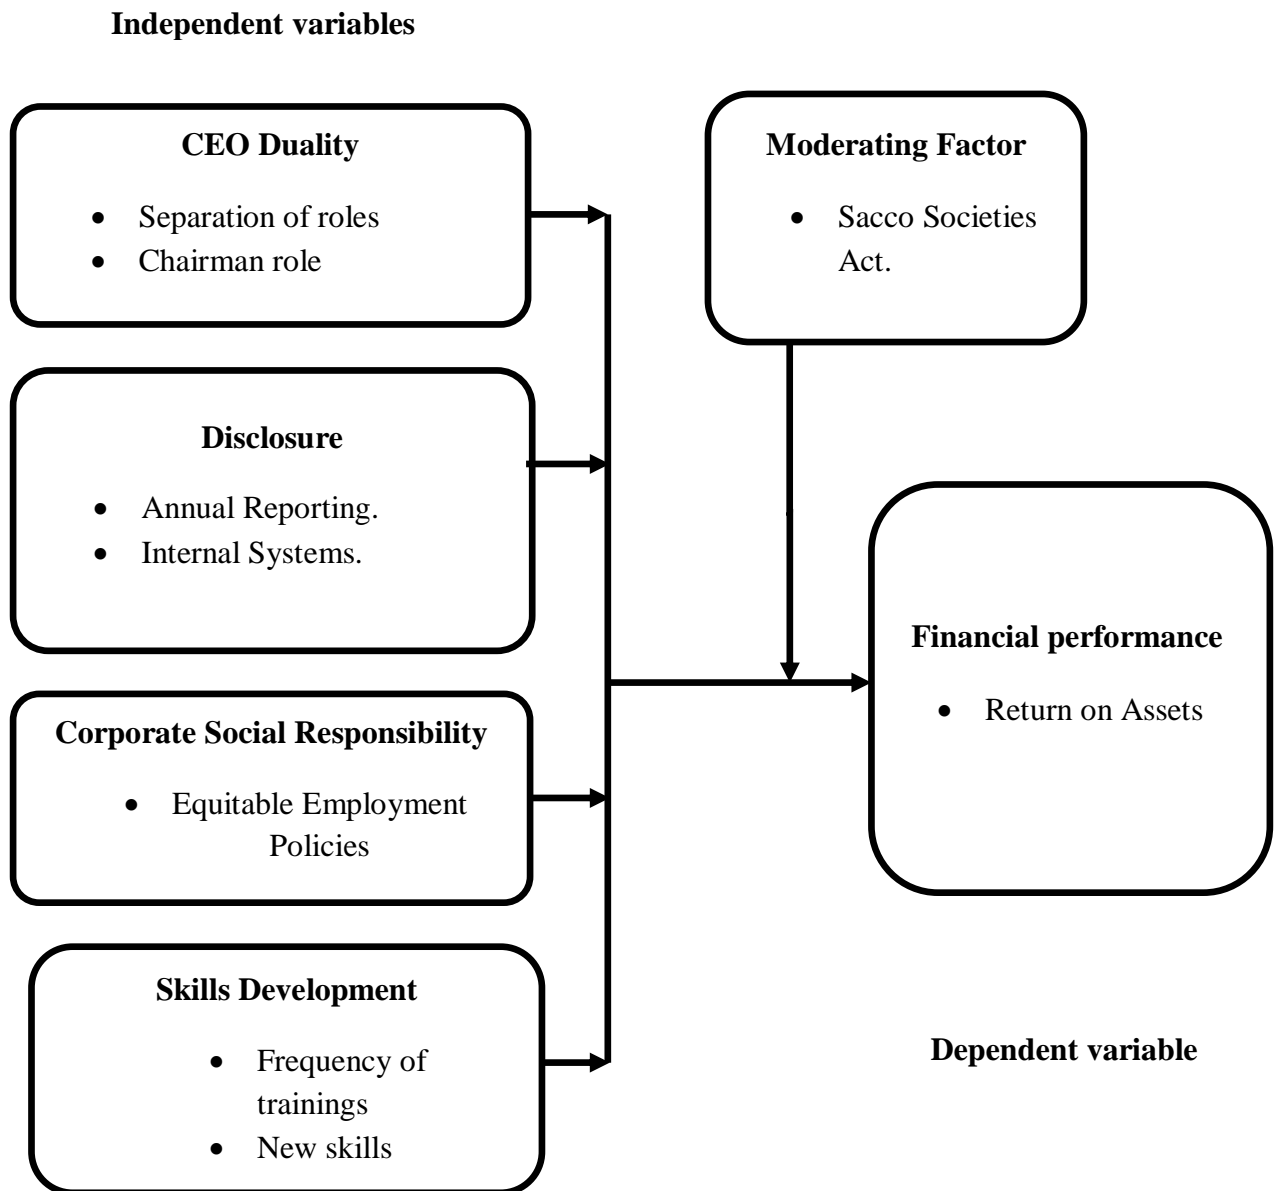 Independent variables
CEO Duality
• Separation of roles
• Chairman role
Moderating Factor
• Sacco Societies
Act.
Disclosure
• Annual Reporting.
• Internal Systems.
Corporate Social Responsibility
• Equitable Employment
Policies
Financial performance
• Return on Assets
Skills Development
• Frequency of
trainings
• New skills
Dependent variable